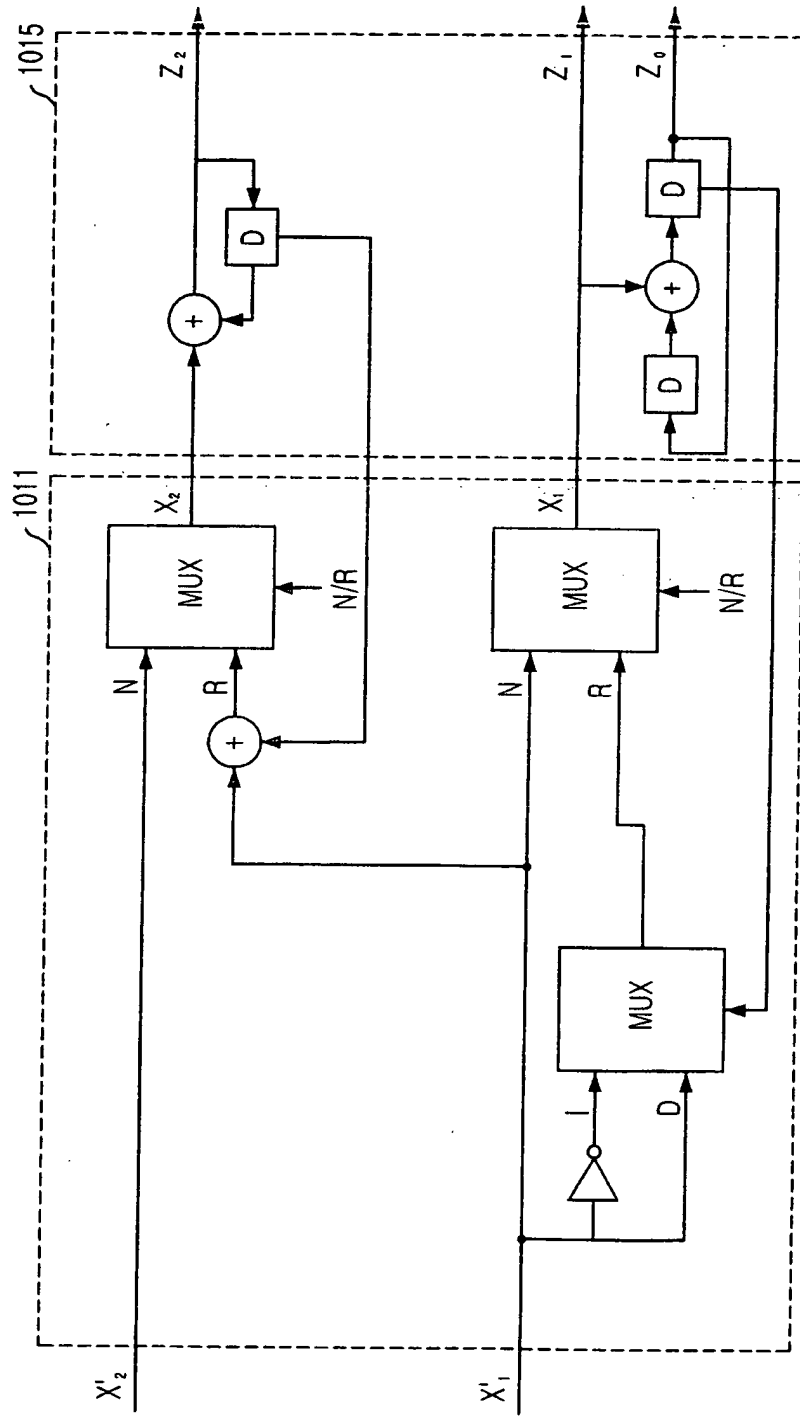 1015
Z₂
Z₁
Z₀
D
+
D
+
D
1011
X₂
X₁
MUX
MUX
N/R
N/R
N
R
N
R
+
MUX
I
D
X'₂
X'₁